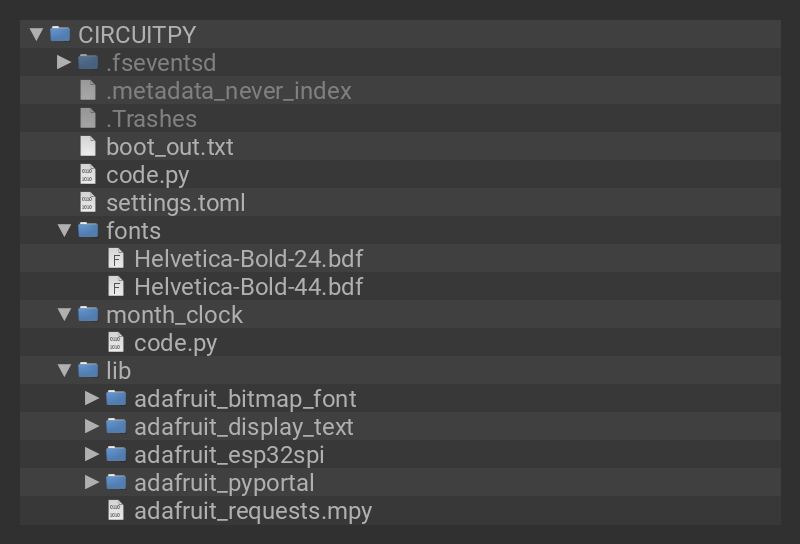 CIRCUITPY
.fseventsd
.metadata_never_index
.Trashes
boot_out.txt
code.py
settings.toml
fonts
Helvetica-Bold-24.bdf
Helvetica-Bold-44.bdf
month_clock
code.py
lib
adafruit_bitmap_font
adafruit_display_text
adafruit_esp32spi
adafruit_pyportal
adafruit_requests.mpy